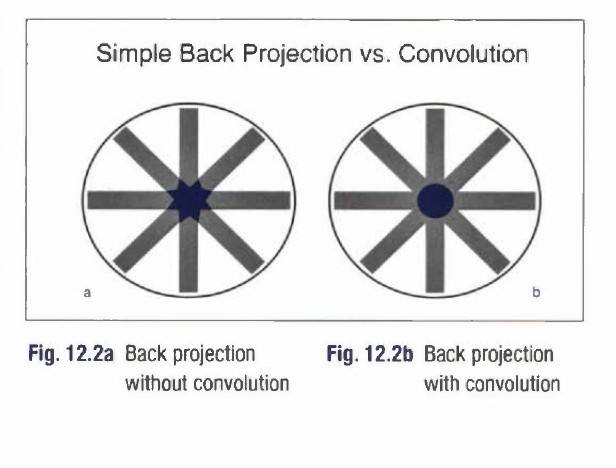 Simple Back Projection vs. Convolution
a
b
Fig. 12.2a Back projection
without convolution
Fig. 12.2b Back projection
with convolution